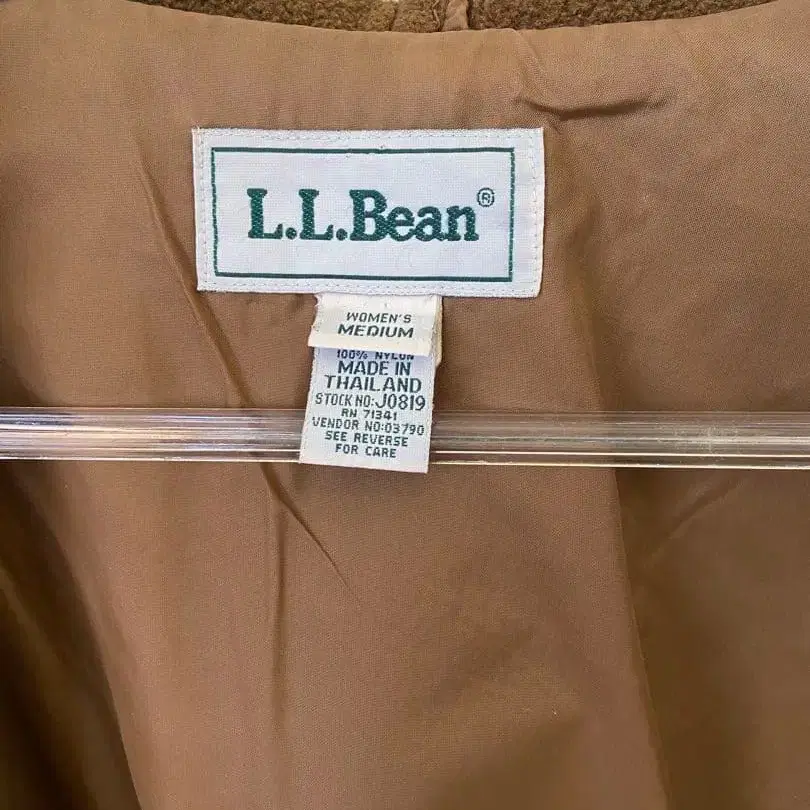 L.L.Bean®
WOMEN'S
MEDIUM
100% NYLON
MADE IN
THAILAND
STOCK NO: J0819
RN 71341
VENDOR NO:03790
SEE REVERSE
FOR CARE